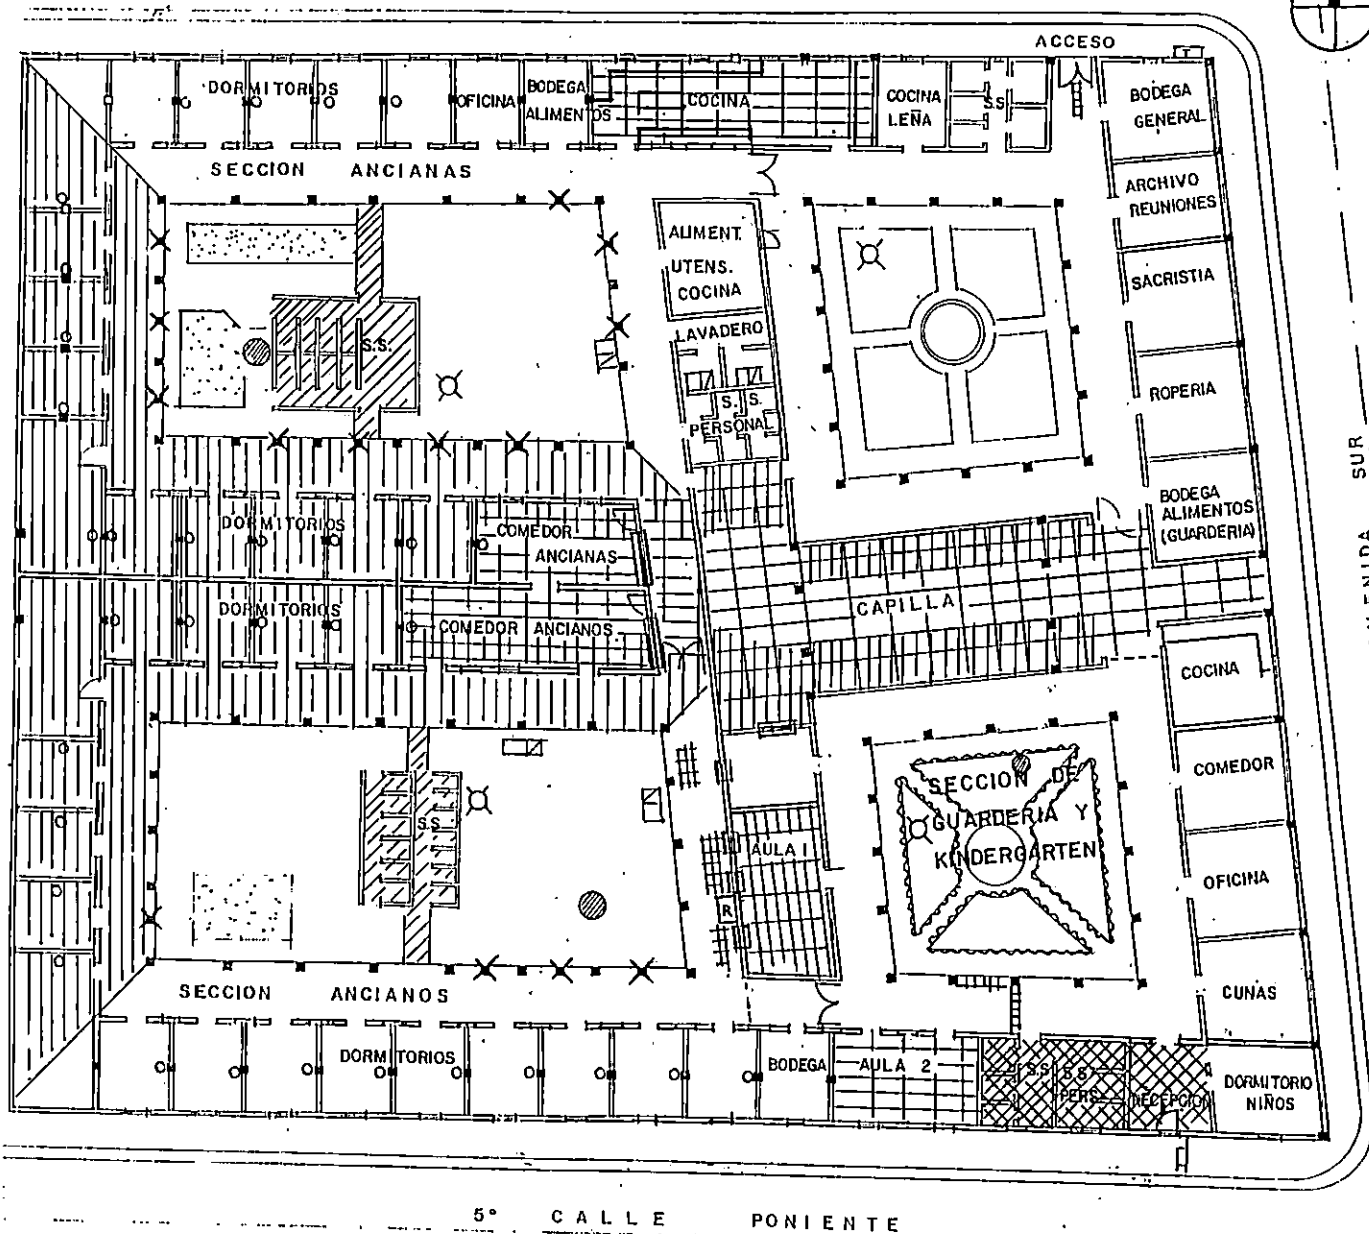 ACCESO
T
DORMITORIOS
OFICINA
BODEGA
ALIMENTOS
COCINA
COCINA
LEÑA
S.S
BODEGA
GENERAL
SECCION ANCIANAS
ARCHIVO
REUNIONES
ALIMENT.
UTENS.
COCINA
SACRISTIA
LAVADERO
S.S.
S. S.
PERSONAL
ROPERIA
SUR
BODEGA
ALIMENTOS
(GUARDERIA)
DORMITORIOS
COMEDOR
ANCIANAS
DORMITORIOS
COMEDOR ANCIANOS.
CAPILLA
COCINA
COMEDOR
SECCION DE
GUARDERIA Y
KINDERGARTEN
S.S.
AULA 1
OFICINA
R
SECCION ANCIANOS
CUNAS
DORMITORIOS
BODEGA
AULA 2
S.S
S.S.
PERS.
RECEPCION
DORMITORIO
NIÑOS
5° CALLE PONIENTE